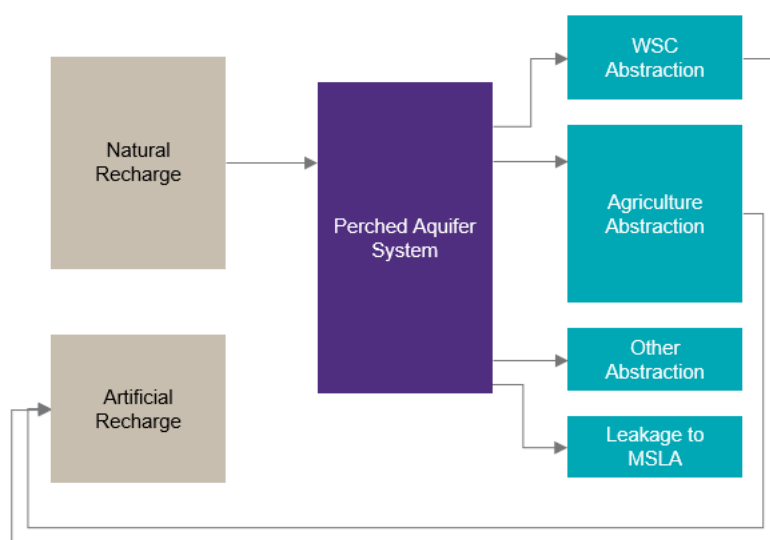 WSC
Abstraction
Natural
Recharge
Perched Aquifer
System
Agriculture
Abstraction
Other
Abstraction
Artificial
Recharge
Leakage to
MSLA